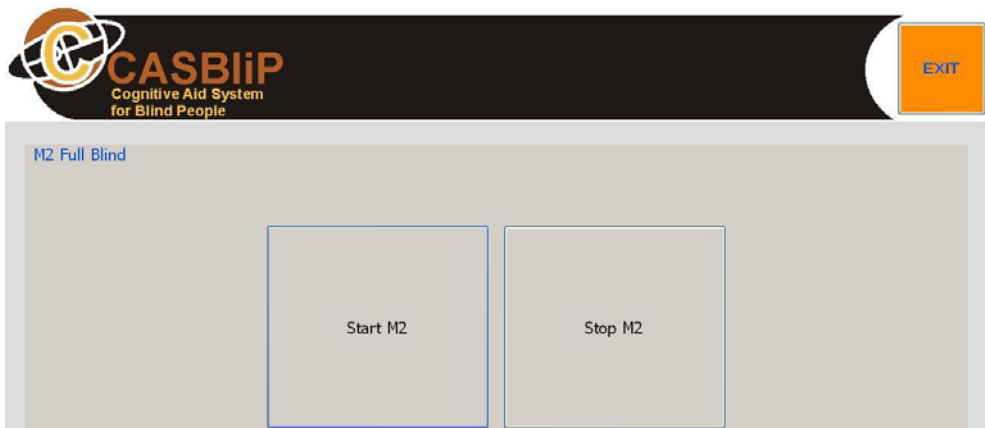 CASBliP
Cognitive Aid System
for Blind People
EXIT
M2 Full Blind
Start M2
Stop M2